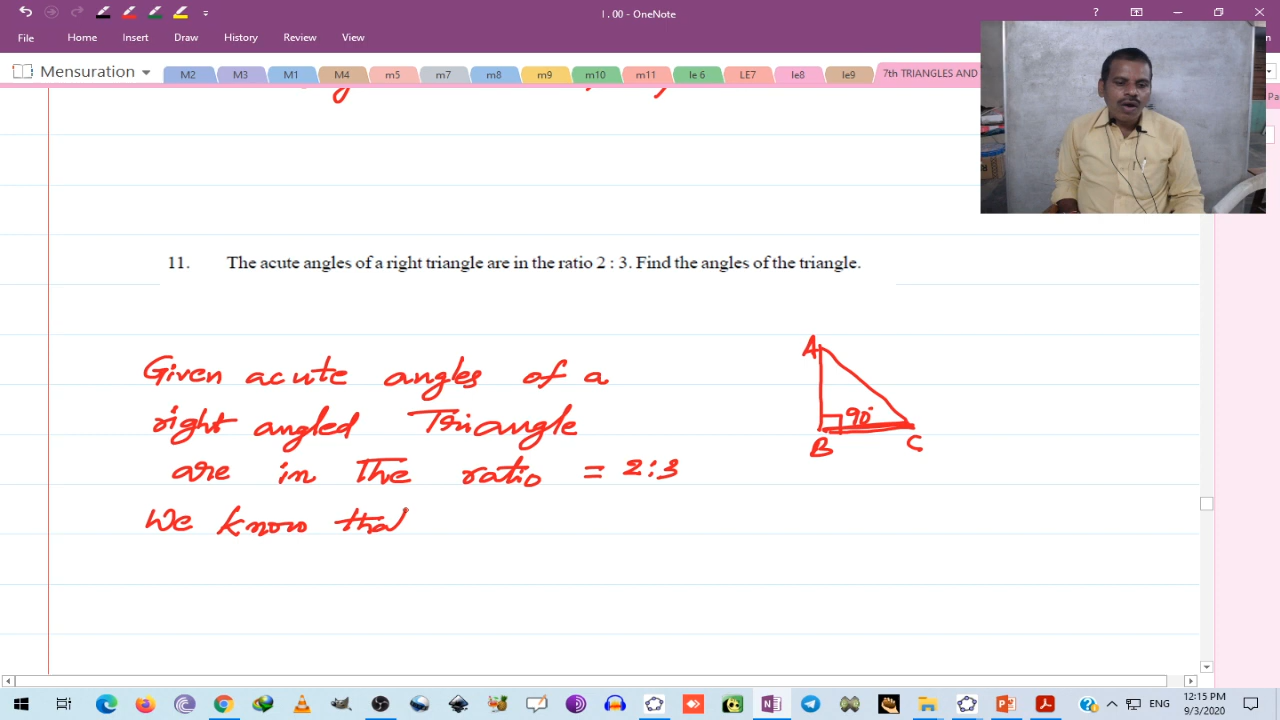 1.00 - OneNote
File Home Insert Draw History Review View
Mensuration M2 M3 M1 M4 m5 m7 m8 m9 m10 m11 le 6 LE7 le8 le9 7th TRIANGLES AND
11. The acute angles of a right triangle are in the ratio 2 : 3. Find the angles of the triangle.
A
Given acute angles of a
right angled Triangle
90°
B C
are in The ratio = 2:3
We know that
ENG
12:15 PM
9/3/2020